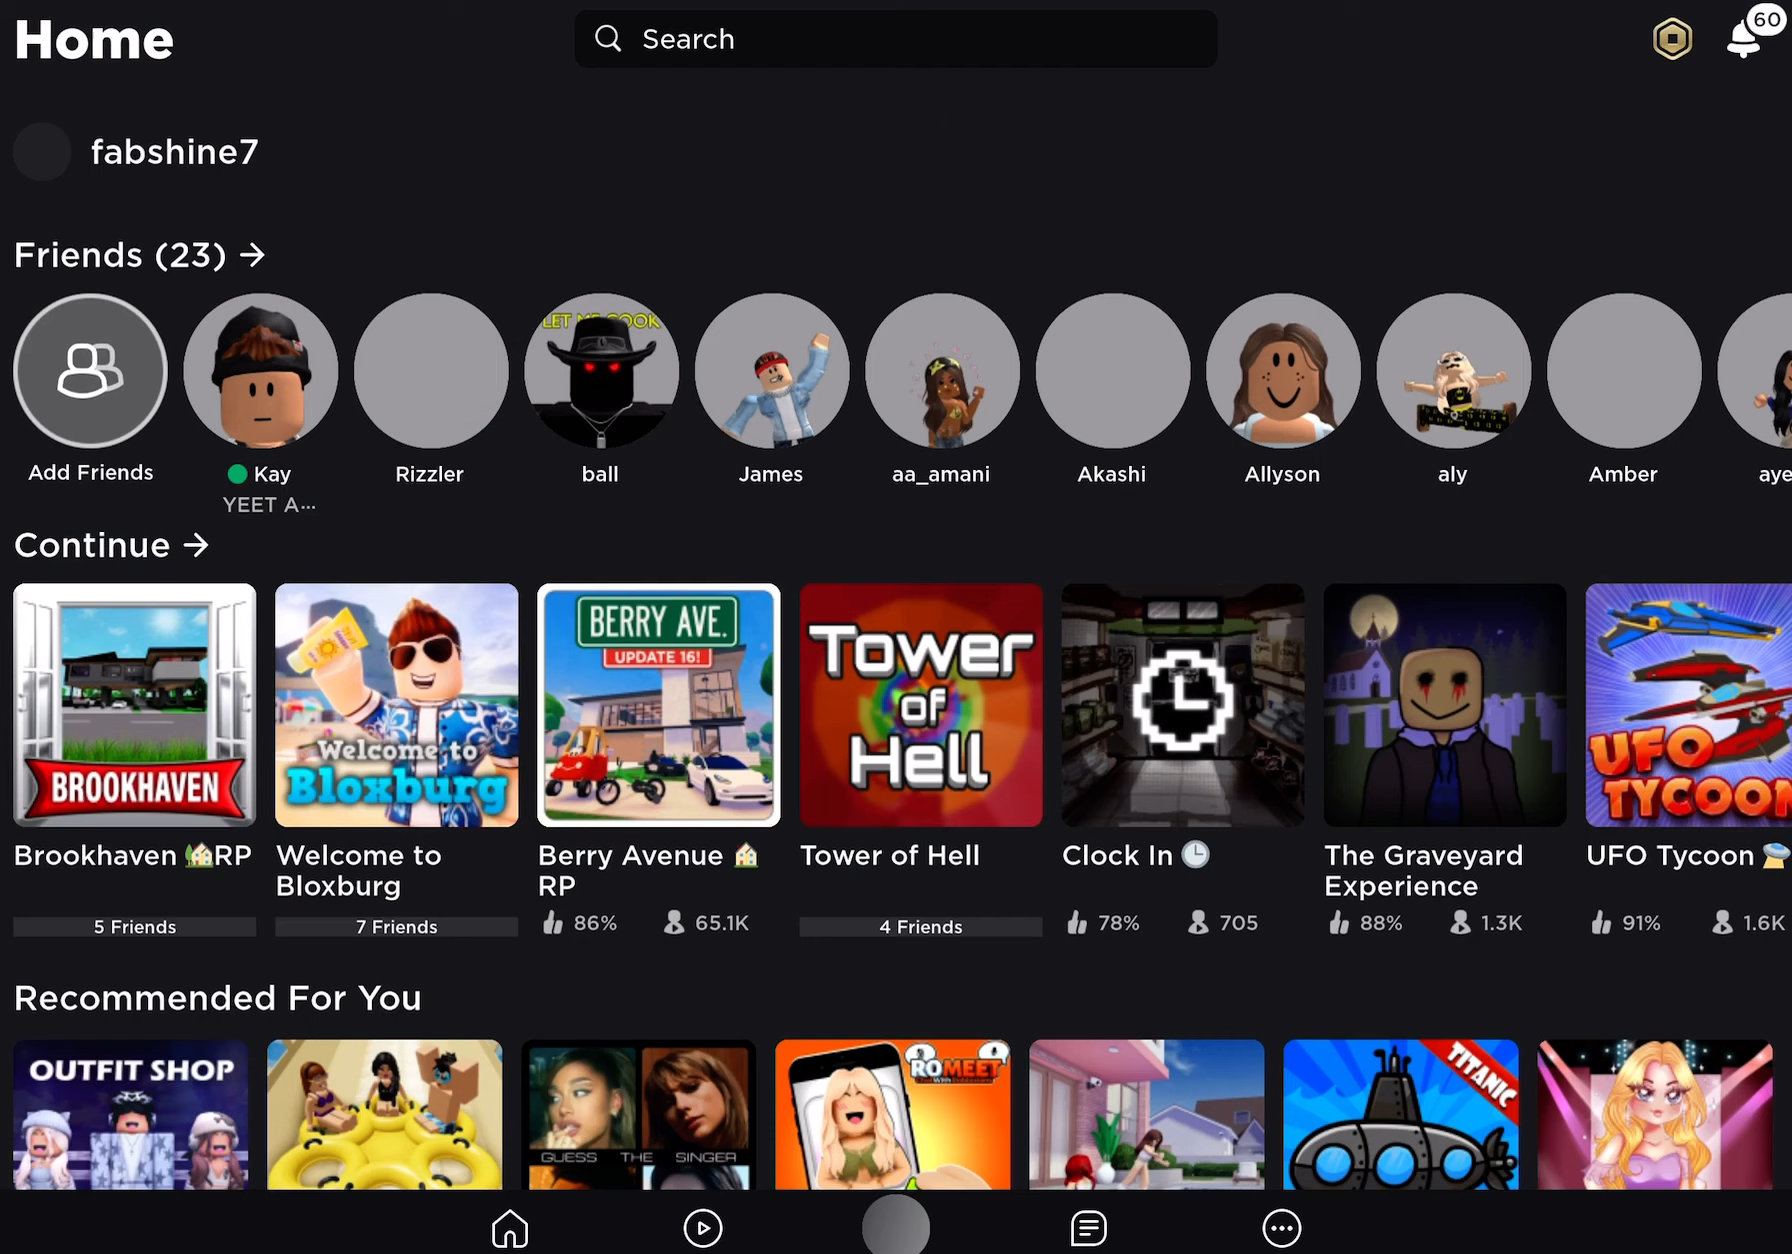 Home
Search
60
fabshine7
Friends (23) →
LET ME COOK
Add Friends
Kay
Rizzler
ball
James
aa_amani
Akashi
Allyson
aly
Amber
aye
YEET A...
Continue →
BROOKHAVEN
Welcome to
Bloxburg
BERRY AVE.
UPDATE 16!
Tower
of
Hell
UFO
TYCOON
Brookhaven 🏡RP
Welcome to
Bloxburg
Berry Avenue 🏠
RP
Tower of Hell
Clock In 🕒
The Graveyard
Experience
UFO Tycoon 🛸
5 Friends
7 Friends
86%
65.1K
4 Friends
78%
705
88%
1.3K
91%
1.6K
Recommended For You
OUTFIT SHOP
GUESS THE SINGER
ROMEET
TITANIC